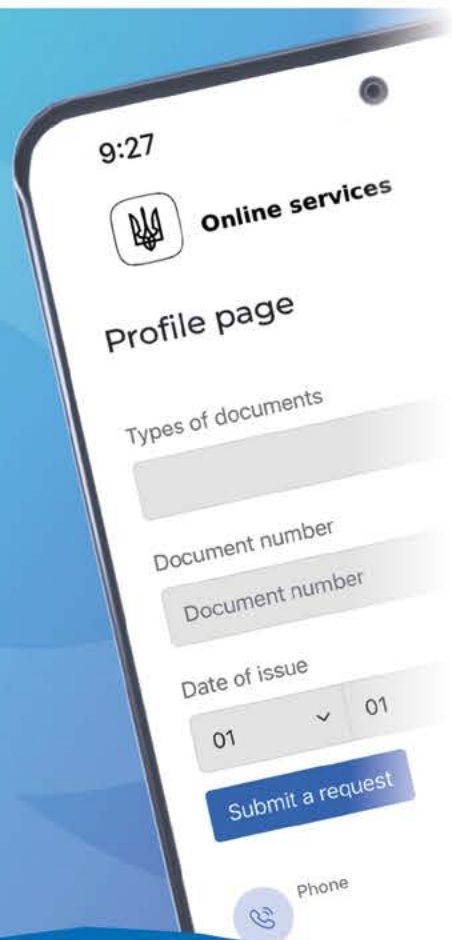 9:27
Online services
Profile page
Types of documents
Document number
Document number
Date of issue
01 01
Submit a request
Phone